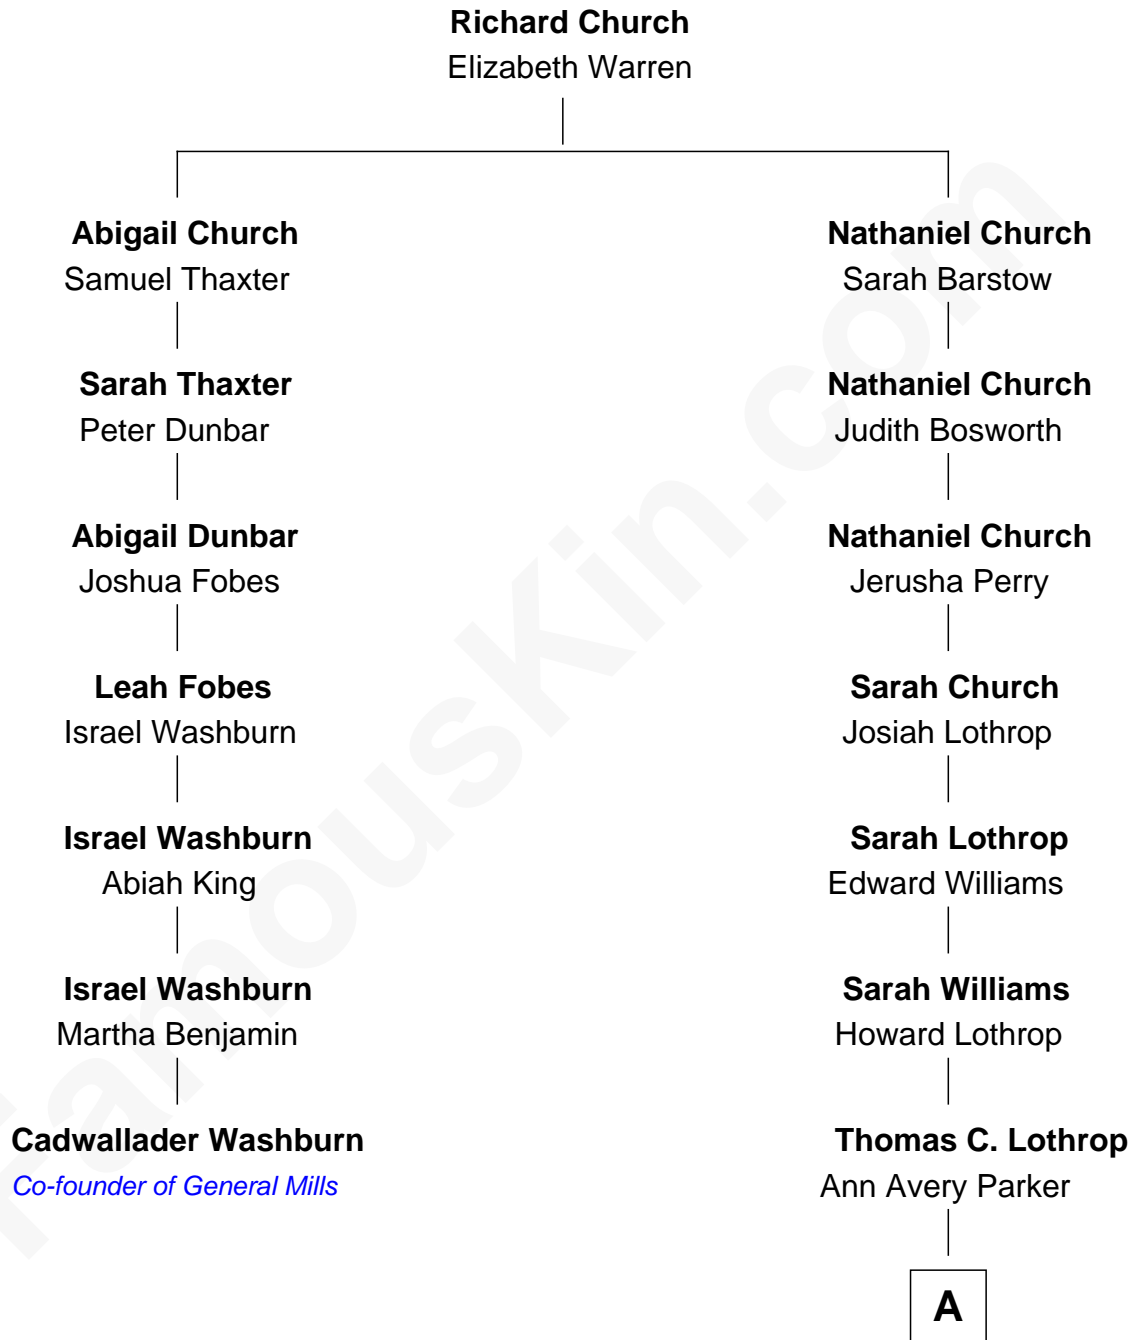 Richard Church
Elizabeth Warren
Abigail Church
Samuel Thaxter
Nathaniel Church
Sarah Barstow
Sarah Thaxter
Peter Dunbar
Nathaniel Church
Judith Bosworth
Abigail Dunbar
Joshua Fobes
Nathaniel Church
Jerusha Perry
Leah Fobes
Israel Washburn
Sarah Church
Josiah Lothrop
Israel Washburn
Abiah King
Sarah Lothrop
Edward Williams
Israel Washburn
Martha Benjamin
Sarah Williams
Howard Lothrop
Cadwallader Washburn
Co-founder of General Mills
Thomas C. Lothrop
Ann Avery Parker
A
FamousKin.com